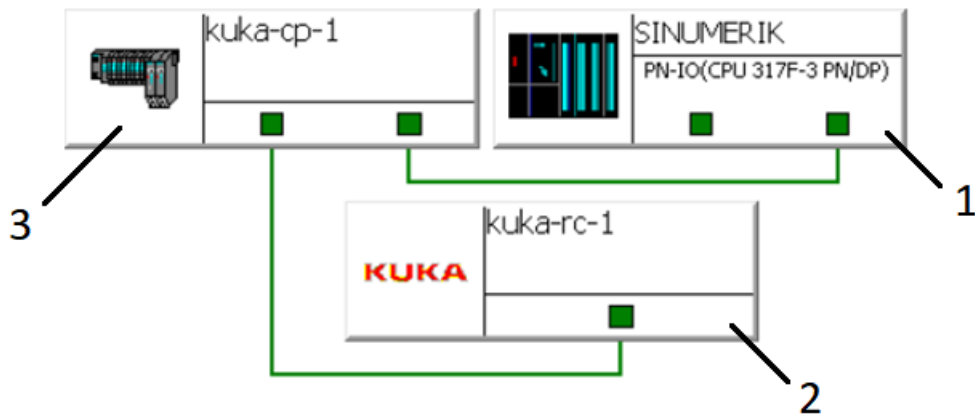 kuka-cp-1
SINUMERIK
PN-IO(CPU 317F-3 PN/DP)
3
1
kuka-rc-1
KUKA
2